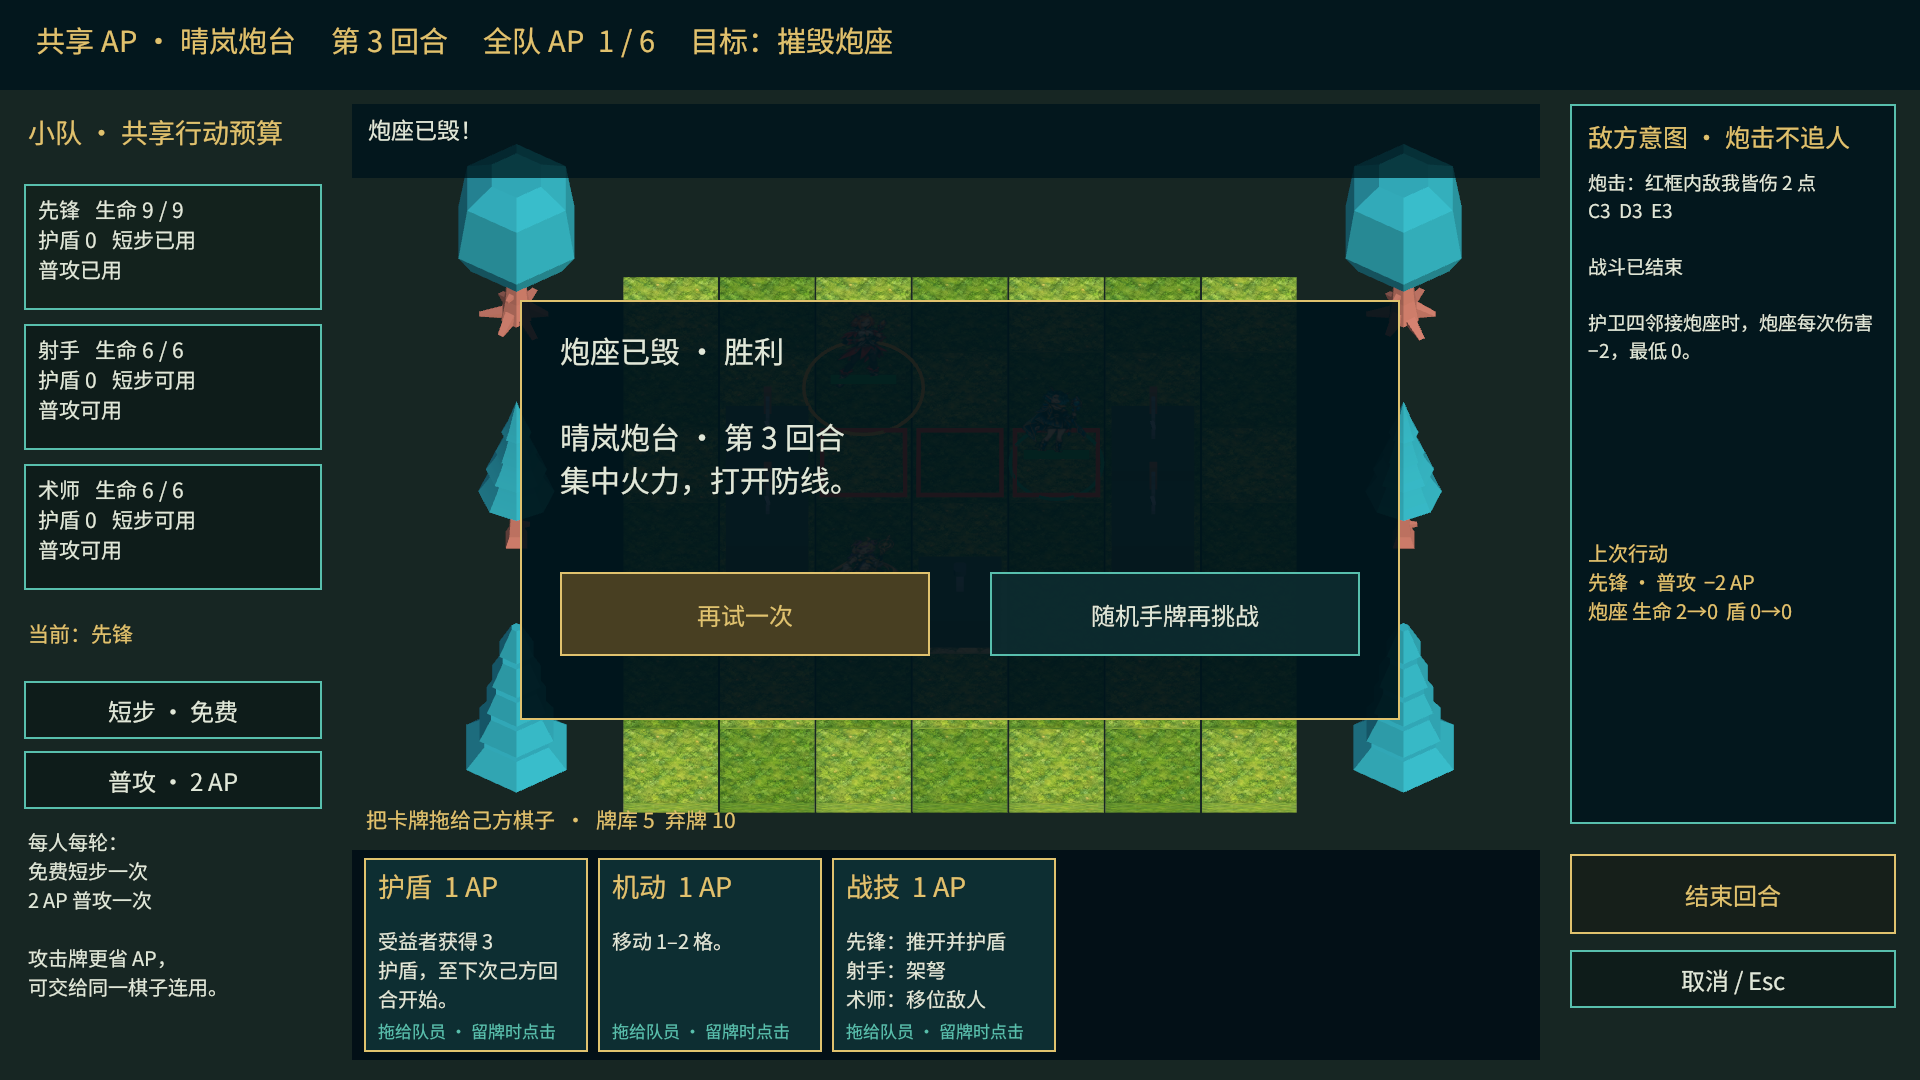 共享 AP · 晴岚炮台 第 3 回合 全队 AP 1 / 6 目标：摧毁炮座
小队 · 共享行动预算
先锋 生命 9 / 9
护盾 0 短步已用
普攻已用
射手 生命 6 / 6
护盾 0 短步可用
普攻可用
术师 生命 6 / 6
护盾 0 短步可用
普攻可用
当前：先锋
短步 · 免费
普攻 · 2 AP
每人每轮：
免费短步一次
2 AP 普攻一次
攻击牌更省 AP，
可交给同一棋子连用。
炮座已毁！
炮座已毁 · 胜利
晴岚炮台 · 第 3 回合
集中火力，打开防线。
再试一次
随机手牌再挑战
把卡牌拖给己方棋子 · 牌库 5 弃牌 10
护盾 1 AP
受益者获得 3
护盾，至下次己方回
合开始。
拖给队员 · 留牌时点击
机动 1 AP
移动 1–2 格。
拖给队员 · 留牌时点击
战技 1 AP
先锋：推开并护盾
射手：架弩
术师：移位敌人
拖给队员 · 留牌时点击
敌方意图 · 炮击不追人
炮击：红框内敌我皆伤 2 点
C3 D3 E3
战斗已结束
护卫四邻接炮座时，炮座每次伤害
−2，最低 0。
上次行动
先锋 · 普攻 −2 AP
炮座 生命 2→0 盾 0→0
结束回合
取消 / Esc